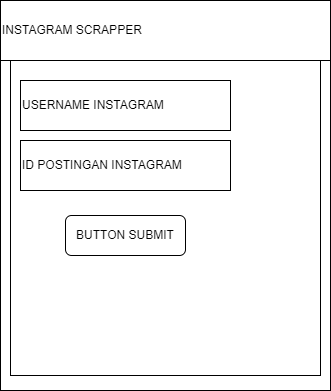 INSTAGRAM SCRAPPER
USERNAME INSTAGRAM
ID POSTINGAN INSTAGRAM
BUTTON SUBMIT